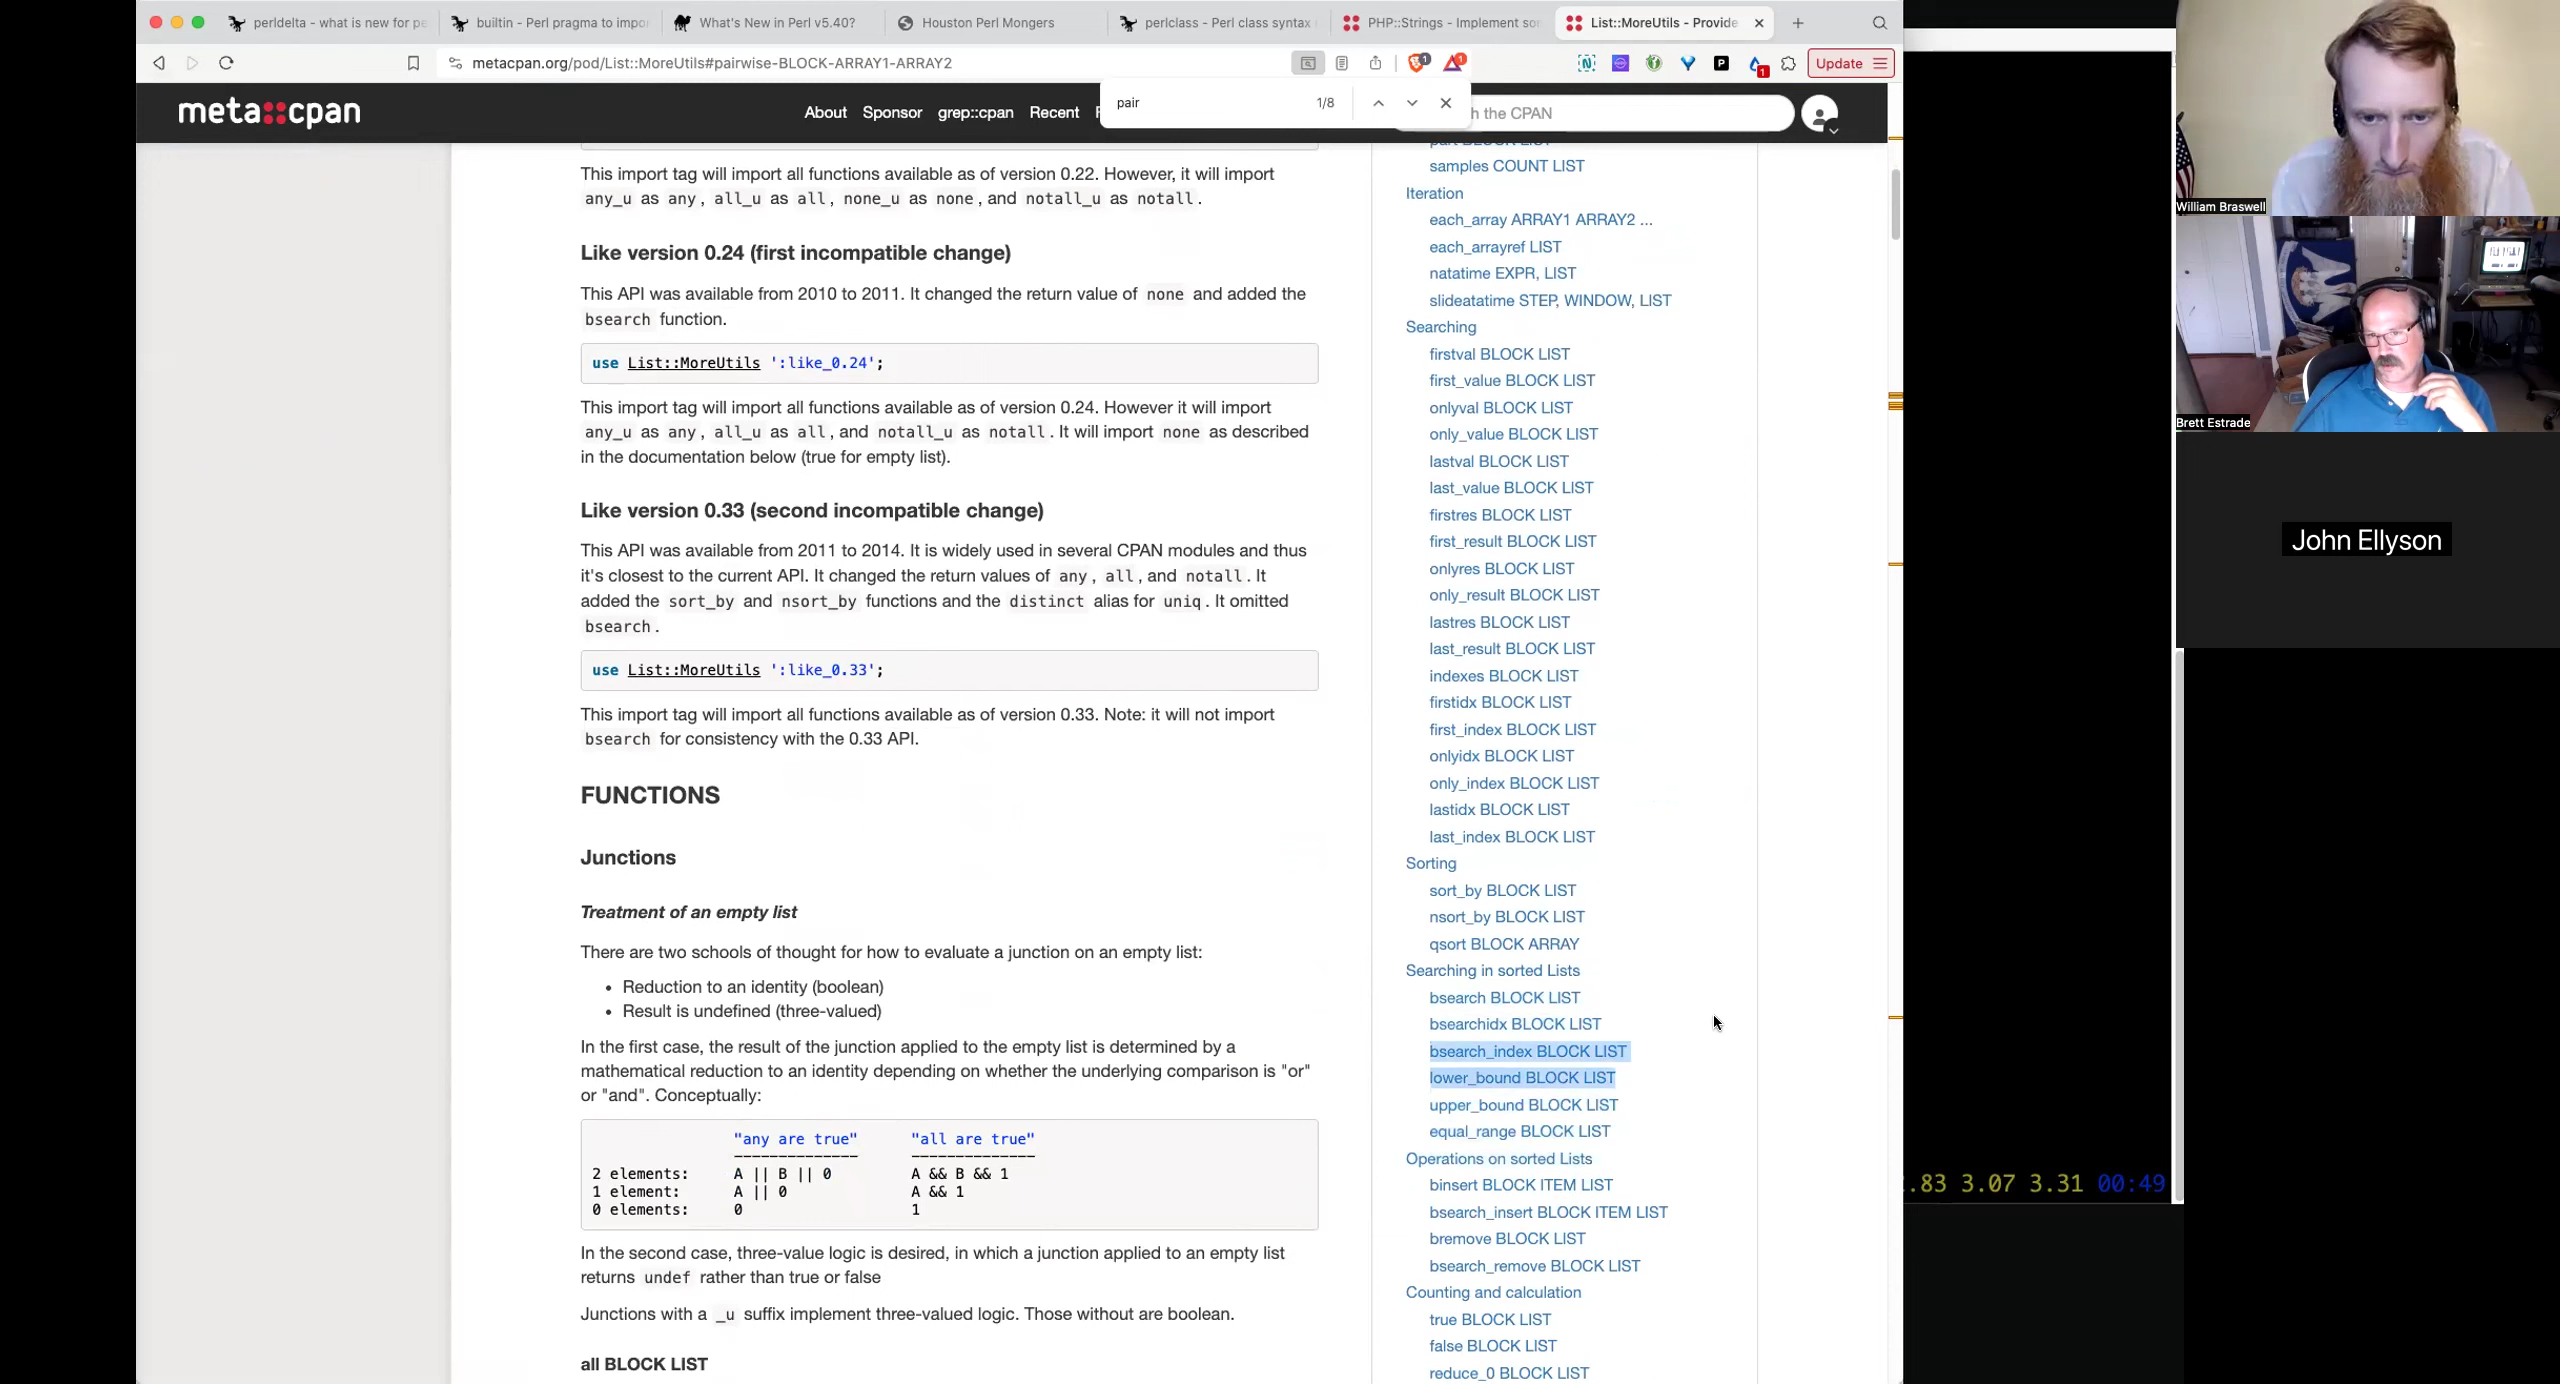 perldelta - what is new for pe
builtin - Perl pragma to impo
What's New in Perl v5.40?
Houston Perl Mongers
perlclass - Perl class syntax
PHP::Strings - Implement so
List::MoreUtils - Provide
metacpan.org/pod/List::MoreUtils#pairwise-BLOCK-ARRAY1-ARRAY2
Update
pair
1/8
meta::cpan
About Sponsor grep::cpan Recent
h the CPAN
This import tag will import all functions available as of version 0.22. However, it will import
any_u as any, all_u as all, none_u as none, and notall_u as notall.
Like version 0.24 (first incompatible change)
This API was available from 2010 to 2011. It changed the return value of none and added the
bsearch function.
use List::MoreUtils ':like_0.24';
This import tag will import all functions available as of version 0.24. However it will import
any_u as any, all_u as all, and notall_u as notall. It will import none as described
in the documentation below (true for empty list).
Like version 0.33 (second incompatible change)
This API was available from 2011 to 2014. It is widely used in several CPAN modules and thus
it's closest to the current API. It changed the return values of any, all, and notall. It
added the sort_by and nsort_by functions and the distinct alias for uniq. It omitted
bsearch.
use List::MoreUtils ':like_0.33';
This import tag will import all functions available as of version 0.33. Note: it will not import
bsearch for consistency with the 0.33 API.
FUNCTIONS
Junctions
Treatment of an empty list
There are two schools of thought for how to evaluate a junction on an empty list:
• Reduction to an identity (boolean)
• Result is undefined (three-valued)
In the first case, the result of the junction applied to the empty list is determined by a
mathematical reduction to an identity depending on whether the underlying comparison is "or"
or "and". Conceptually:
"any are true" "all are true"
2 elements: A || B || 0 A && B && 1
1 element: A || 0 A && 1
0 elements: 0 1
In the second case, three-value logic is desired, in which a junction applied to an empty list
returns undef rather than true or false
Junctions with a _u suffix implement three-valued logic. Those without are boolean.
all BLOCK LIST
part BLOCK LIST
samples COUNT LIST
Iteration
each_array ARRAY1 ARRAY2 ...
each_arrayref LIST
natatime EXPR, LIST
slideatatime STEP, WINDOW, LIST
Searching
firstval BLOCK LIST
first_value BLOCK LIST
onlyval BLOCK LIST
only_value BLOCK LIST
lastval BLOCK LIST
last_value BLOCK LIST
firstres BLOCK LIST
first_result BLOCK LIST
onlyres BLOCK LIST
only_result BLOCK LIST
lastres BLOCK LIST
last_result BLOCK LIST
indexes BLOCK LIST
firstidx BLOCK LIST
first_index BLOCK LIST
onlyidx BLOCK LIST
only_index BLOCK LIST
lastidx BLOCK LIST
last_index BLOCK LIST
Sorting
sort_by BLOCK LIST
nsort_by BLOCK LIST
qsort BLOCK ARRAY
Searching in sorted Lists
bsearch BLOCK LIST
bsearchidx BLOCK LIST
bsearch_index BLOCK LIST
lower_bound BLOCK LIST
upper_bound BLOCK LIST
equal_range BLOCK LIST
Operations on sorted Lists
binsert BLOCK ITEM LIST
bsearch_insert BLOCK ITEM LIST
bremove BLOCK LIST
bsearch_remove BLOCK LIST
Counting and calculation
true BLOCK LIST
false BLOCK LIST
reduce_0 BLOCK LIST
.83 3.07 3.31 00:49
William Braswell
Brett Estrade
John Ellyson